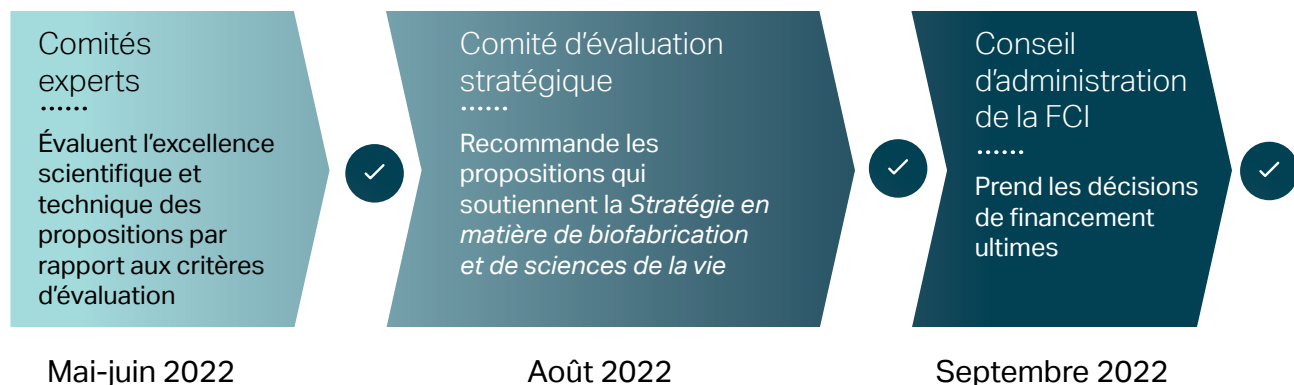 Comités
experts
Évaluent l’excellence
scientifique et
technique des
propositions par
rapport aux critères
d’évaluation
Mai-juin 2022
Comité d’évaluation
stratégique
Recommande les
propositions qui
soutiennent la Stratégie en
matière de biofabrication
et de sciences de la vie
Août 2022
Conseil
d’administration
de la FCI
Prend les décisions
de financement
ultimes
Septembre 2022